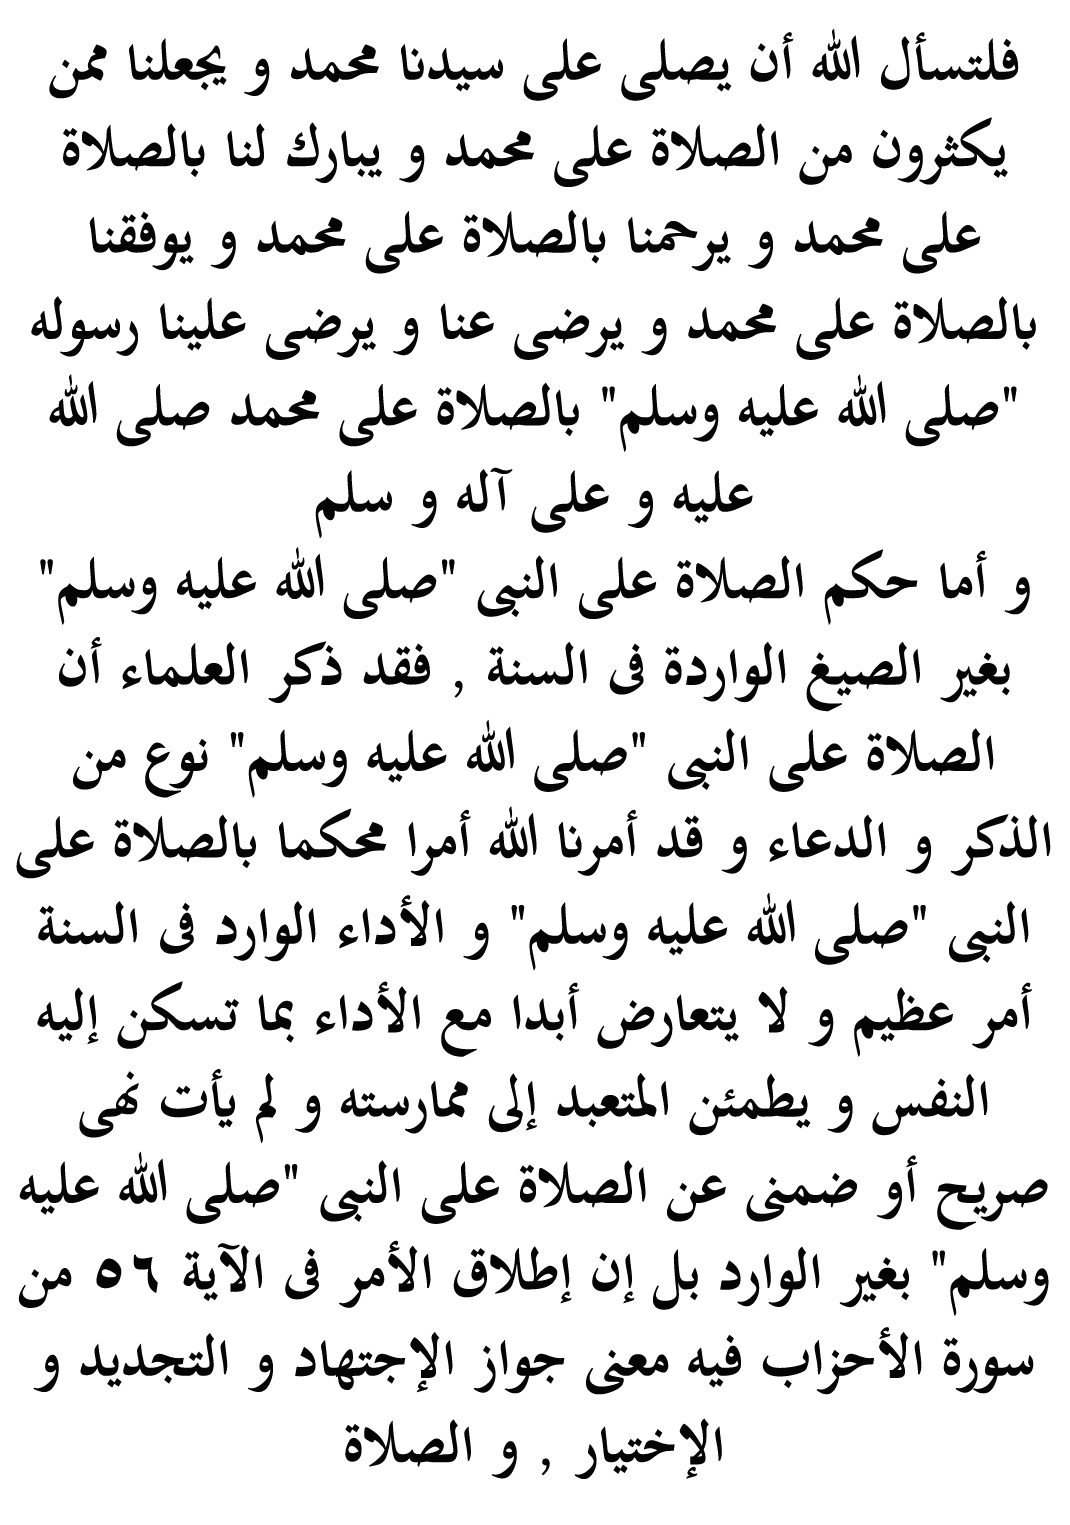 فلتسأل الله أن يصلى على سيدنا محمد و يجعلنا ممن
يكثرون من الصلاة على محمد و يبارك لنا بالصلاة
على محمد و يرحمنا بالصلاة على محمد و يوفقنا
بالصلاة على محمد و يرضى عنا و يرضى علينا رسوله
"صلى الله عليه وسلم" بالصلاة على محمد صلى الله
عليه و على آله و سلم
و أما حكم الصلاة على النبى "صلى الله عليه وسلم"
بغير الصيغ الواردة فى السنة , فقد ذكر العلماء أن
الصلاة على النبى "صلى الله عليه وسلم" نوع من
الذكر و الدعاء و قد أمرنا الله أمرا محكما بالصلاة على
النبى "صلى الله عليه وسلم" و الأداء الوارد فى السنة
أمر عظيم و لا يتعارض أبدا مع الأداء بما تسكن إليه
النفس و يطمئن المتعبد إلى ممارسته و لم يأت نهى
صريح أو ضمنى عن الصلاة على النبى "صلى الله عليه
وسلم" بغير الوارد بل إن إطلاق الأمر فى الآية ٥٦ من
سورة الأحزاب فيه معنى جواز الإجتهاد و التجديد و
الإختيار , و الصلاة